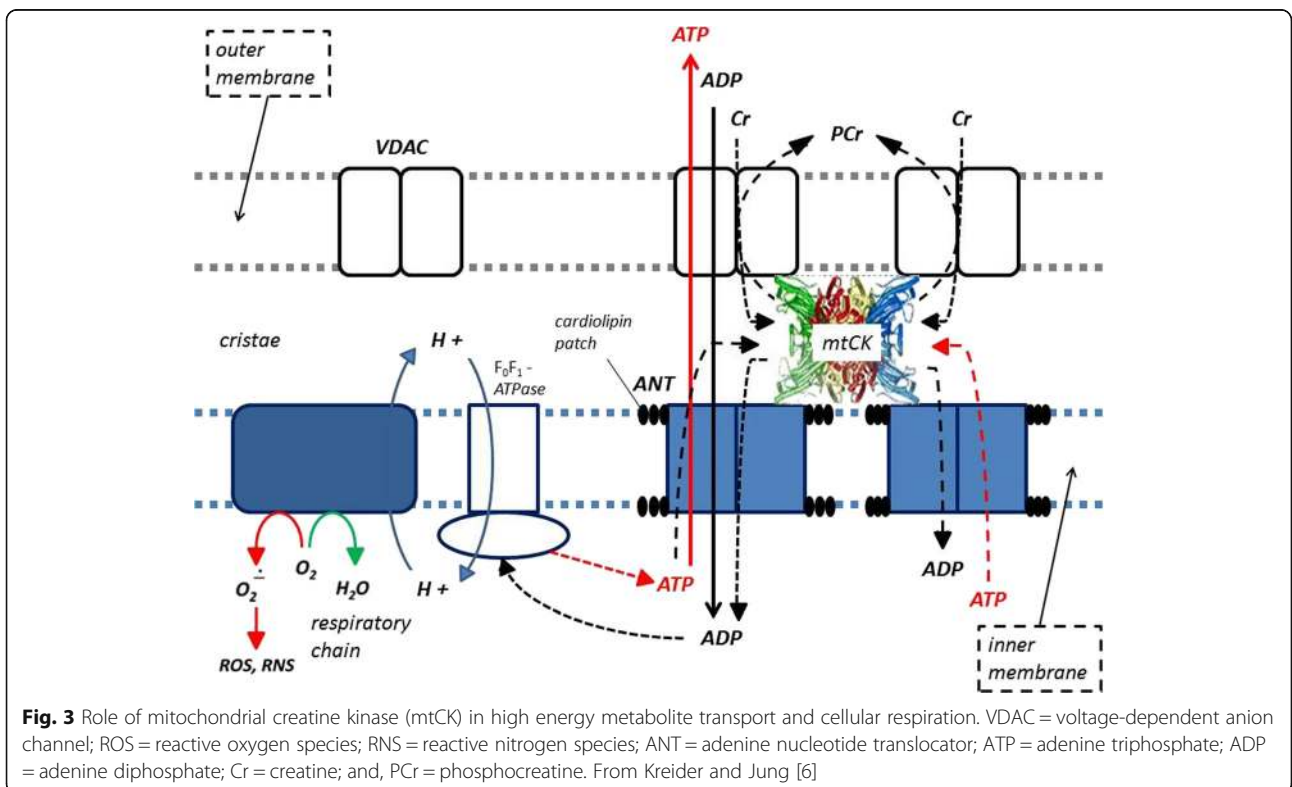 outer
membrane
ATP
ADP
Cr
PCr
Cr
VDAC
cristae
H +
cardiolipin
patch
mtCK
F₀F₁ -
ATPase
ANT
O₂∸
O₂
H₂O
H +
respiratory
chain
ROS, RNS
ATP
ADP
ADP
ATP
inner
membrane
Fig. 3 Role of mitochondrial creatine kinase (mtCK) in high energy metabolite transport and cellular respiration. VDAC = voltage-dependent anion
channel; ROS = reactive oxygen species; RNS = reactive nitrogen species; ANT = adenine nucleotide translocator; ATP = adenine triphosphate; ADP
= adenine diphosphate; Cr = creatine; and, PCr = phosphocreatine. From Kreider and Jung [6]